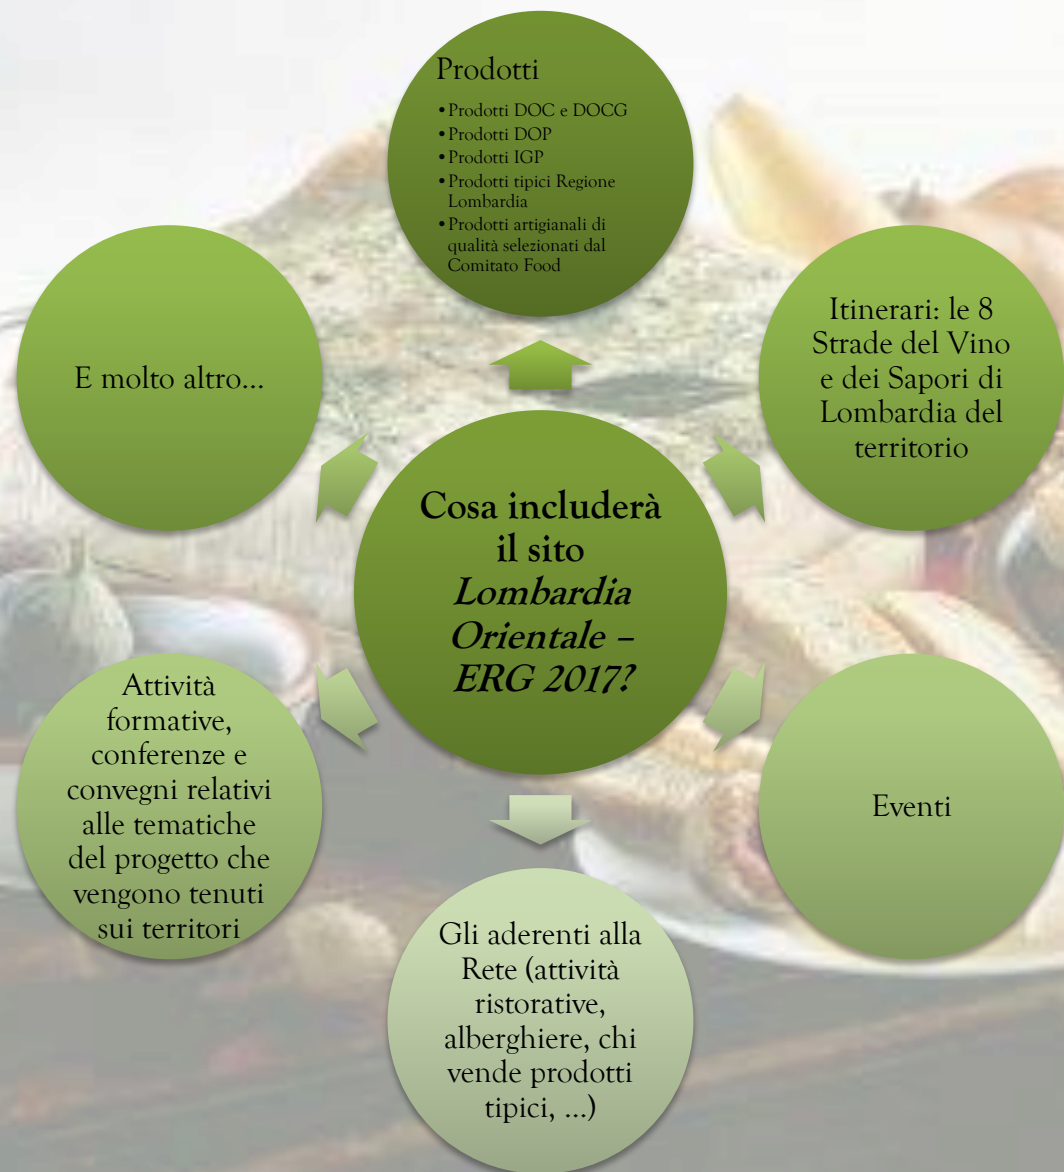 Prodotti
•Prodotti DOC e DOCG
•Prodotti DOP
•Prodotti IGP
•Prodotti tipici Regione
Lombardia
•Prodotti artigianali di
qualità selezionati dal
Comitato Food
Itinerari: le 8
Strade del Vino
e dei Sapori di
Lombardia del
territorio
Eventi
Gli aderenti alla
Rete (attività
ristorative,
alberghiere, chi
vende prodotti
tipici, ...)
Attività
formative,
conferenze e
convegni relativi
alle tematiche
del progetto che
vengono tenuti
sui territori
E molto altro...
Cosa includerà
il sito
Lombardia
Orientale –
ERG 2017?